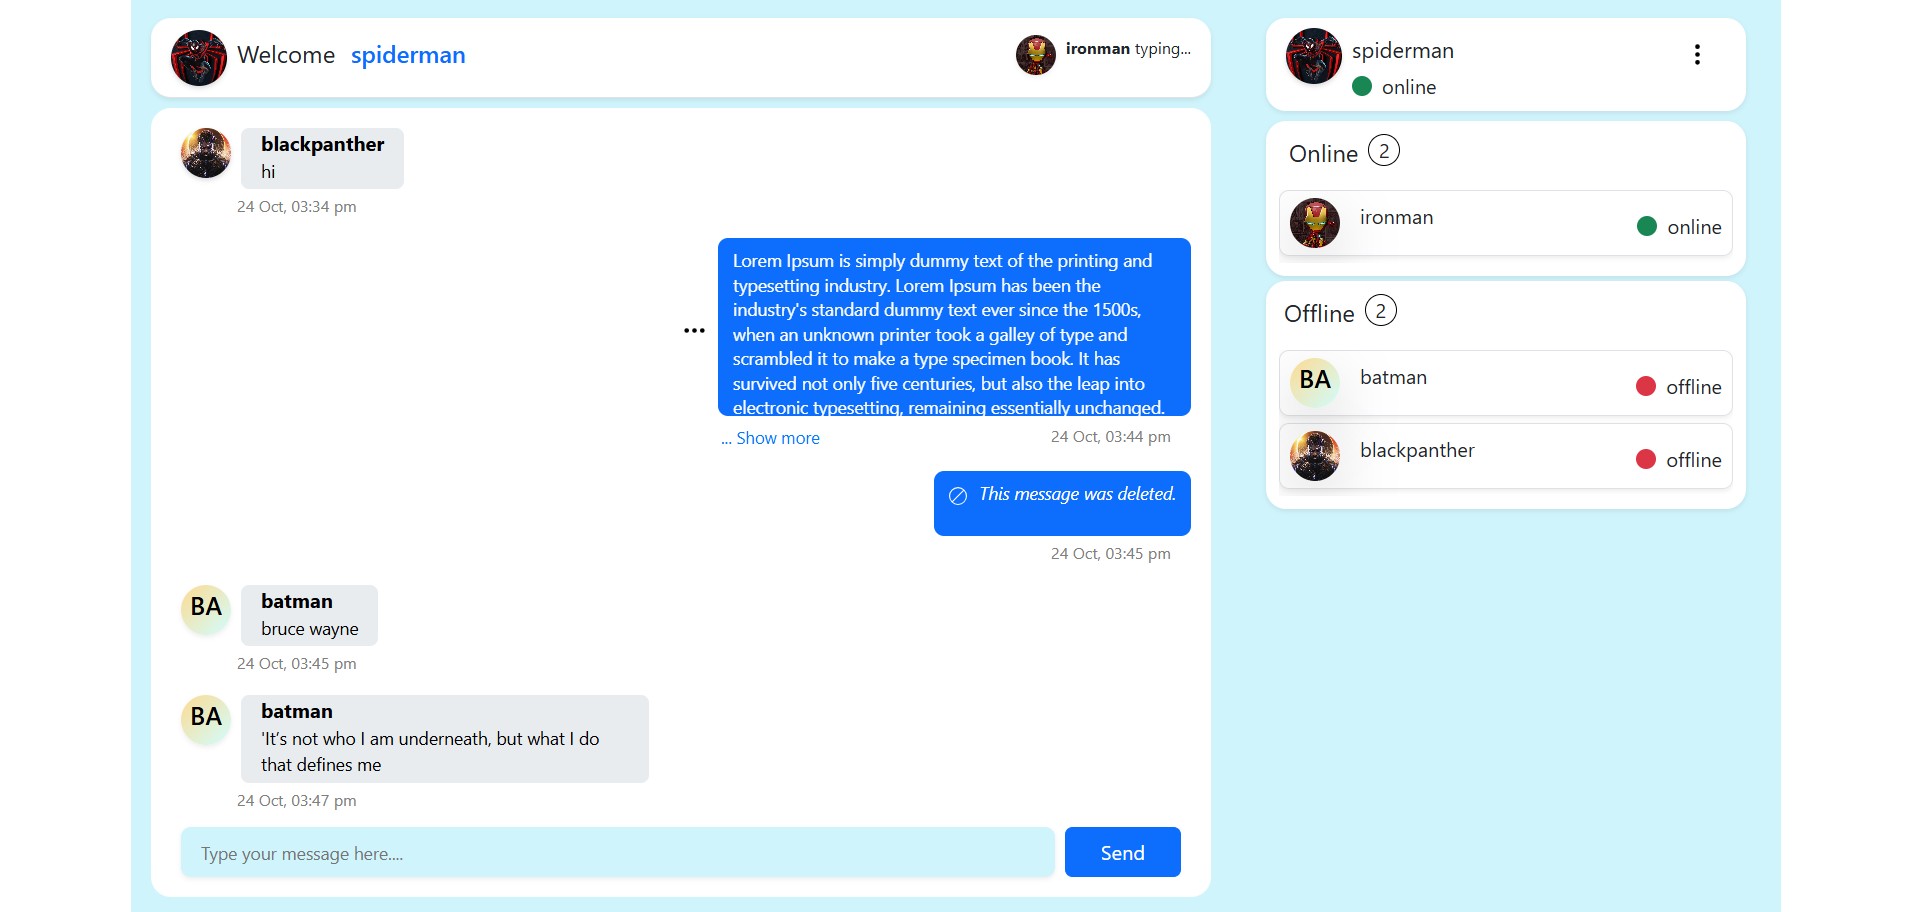 Welcome spiderman
ironman typing...
blackpanther
hi
24 Oct, 03:34 pm
Lorem Ipsum is simply dummy text of the printing and
typesetting industry. Lorem Ipsum has been the
industry's standard dummy text ever since the 1500s,
when an unknown printer took a galley of type and
scrambled it to make a type specimen book. It has
survived not only five centuries, but also the leap into
electronic typesetting, remaining essentially unchanged.
... Show more
24 Oct, 03:44 pm
This message was deleted.
24 Oct, 03:45 pm
BA
batman
bruce wayne
24 Oct, 03:45 pm
BA
batman
'It’s not who I am underneath, but what I do
that defines me
24 Oct, 03:47 pm
Type your message here....
Send
spiderman
online
Online 2
ironman
online
Offline 2
BA
batman
offline
blackpanther
offline